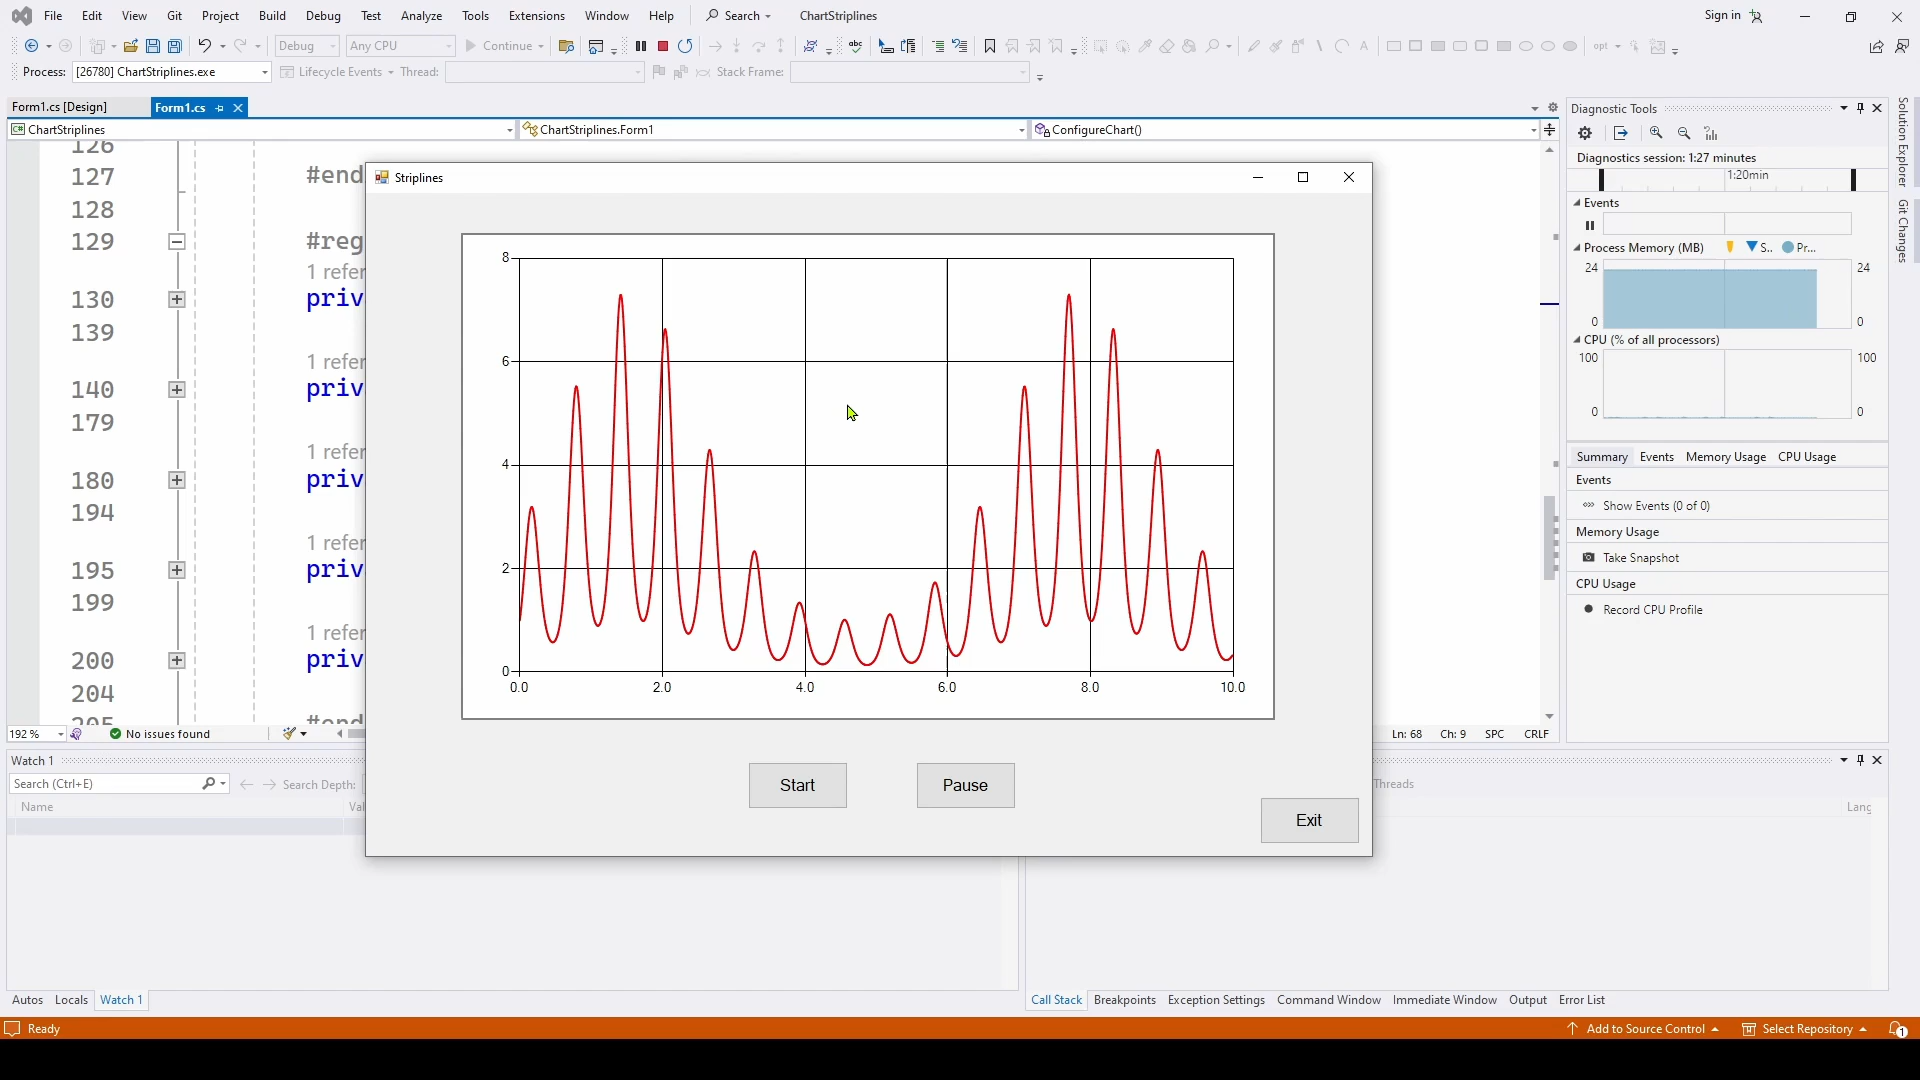 File Edit View Git Project Build Debug Test Analyze Tools Extensions Window Help Search ChartStriplines Sign in
Debug Any CPU Continue opt
Process: [26780] ChartStriplines.exe Lifecycle Events Thread: Stack Frame:
Form1.cs [Design] Form1.cs
ChartStriplines ChartStriplines.Form1 ConfigureChart()
126
127 #end
128
129 #reg
1 refer
130 priv
139
1 refer
140 priv
179
1 refer
180 priv
194
1 refer
195 priv
199
1 refer
200 priv
204
205 #end
192 % No issues found
Ln: 68 Ch: 9 SPC CRLF
Striplines
8
6
4
2
0
0.0 2.0 4.0 6.0 8.0 10.0
Start Pause
Exit
Diagnostic Tools
Diagnostics session: 1:27 minutes
1:20min
Events
Process Memory (MB) S.. Pr...
24 24
0 0
CPU (% of all processors)
100 100
0 0
Summary Events Memory Usage CPU Usage
Events
Show Events (0 of 0)
Memory Usage
Take Snapshot
CPU Usage
Record CPU Profile
Solution Explorer
Git Changes
Watch 1
Search (Ctrl+E) Search Depth:
Name Val
Threads
Lang
Autos Locals Watch 1
Call Stack Breakpoints Exception Settings Command Window Immediate Window Output Error List
Ready
Add to Source Control Select Repository 1